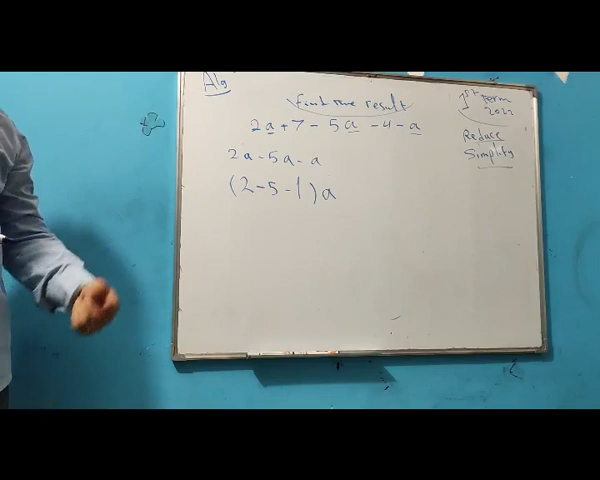 Alg
Find the result
1st term
2022
2a + 7 - 5a - 4 - a
Reduce
Simplify
2a - 5a - a
(2 - 5 - 1) a